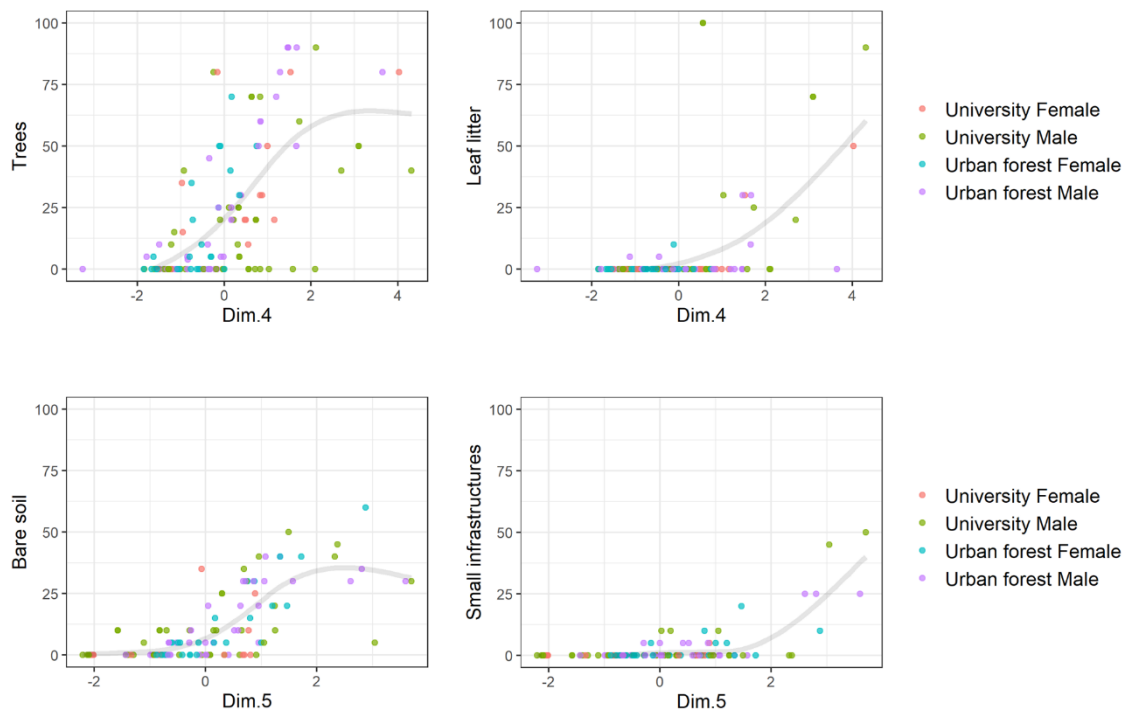 100
75
50
25
0
Trees
-2
0
2
4
Dim.4
100
75
50
25
0
Leaf litter
-2
0
2
4
Dim.4
University Female
University Male
Urban forest Female
Urban forest Male
100
75
50
25
0
Bare soil
-2
0
2
Dim.5
100
75
50
25
0
Small infrastructures
-2
0
2
Dim.5
University Female
University Male
Urban forest Female
Urban forest Male